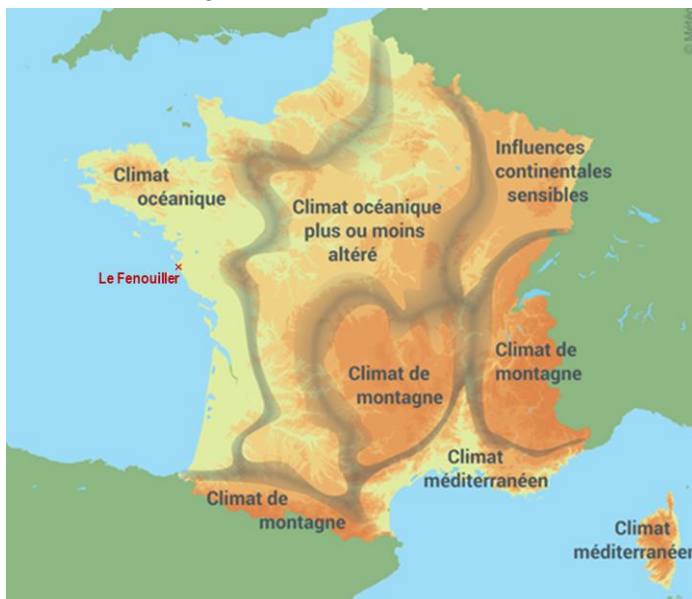 Climat
océanique
Influences
continentales
sensibles
Climat océanique
plus ou moins
altéré
Le Fenouiller
Climat de
montagne
Climat de
montagne
Climat
méditerranéen
Climat de
montagne
Climat
méditerranéen